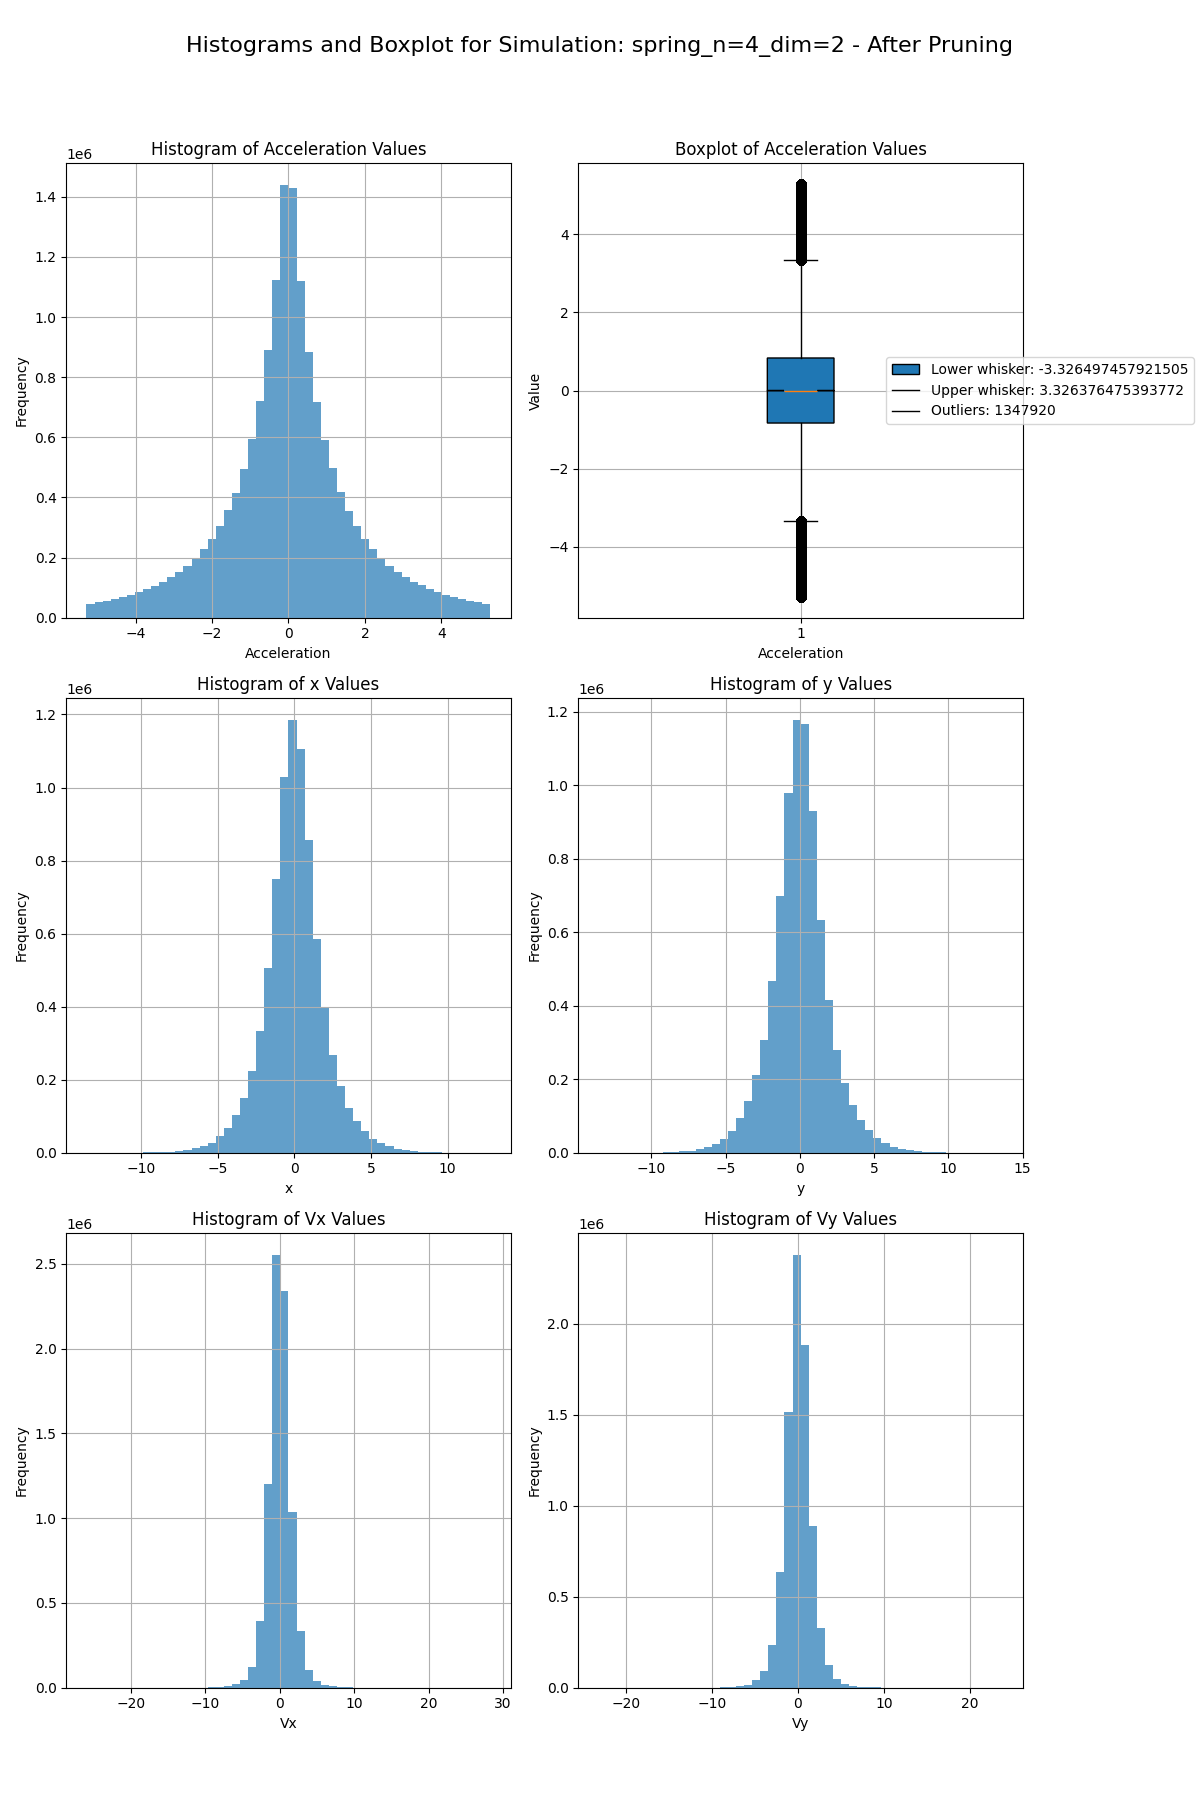 Histograms and Boxplot for Simulation: spring_n=4_dim=2 - After Pruning
Histogram of Acceleration Values
1e6
1.4
1.2
1.0
0.8
0.6
0.4
0.2
0.0
Frequency
−4 −2 0 2 4
Acceleration
Boxplot of Acceleration Values
4
2
0
−2
−4
Value
Lower whisker: -3.326497457921505
Upper whisker: 3.326376475393772
Outliers: 1347920
1
Acceleration
Histogram of x Values
1e6
1.2
1.0
0.8
0.6
0.4
0.2
0.0
Frequency
−10 −5 0 5 10
x
Histogram of y Values
1e6
1.2
1.0
0.8
0.6
0.4
0.2
0.0
Frequency
−10 −5 0 5 10 15
y
Histogram of Vx Values
1e6
2.5
2.0
1.5
1.0
0.5
0.0
Frequency
−20 −10 0 10 20 30
Vx
Histogram of Vy Values
1e6
2.0
1.5
1.0
0.5
0.0
Frequency
−20 −10 0 10 20
Vy